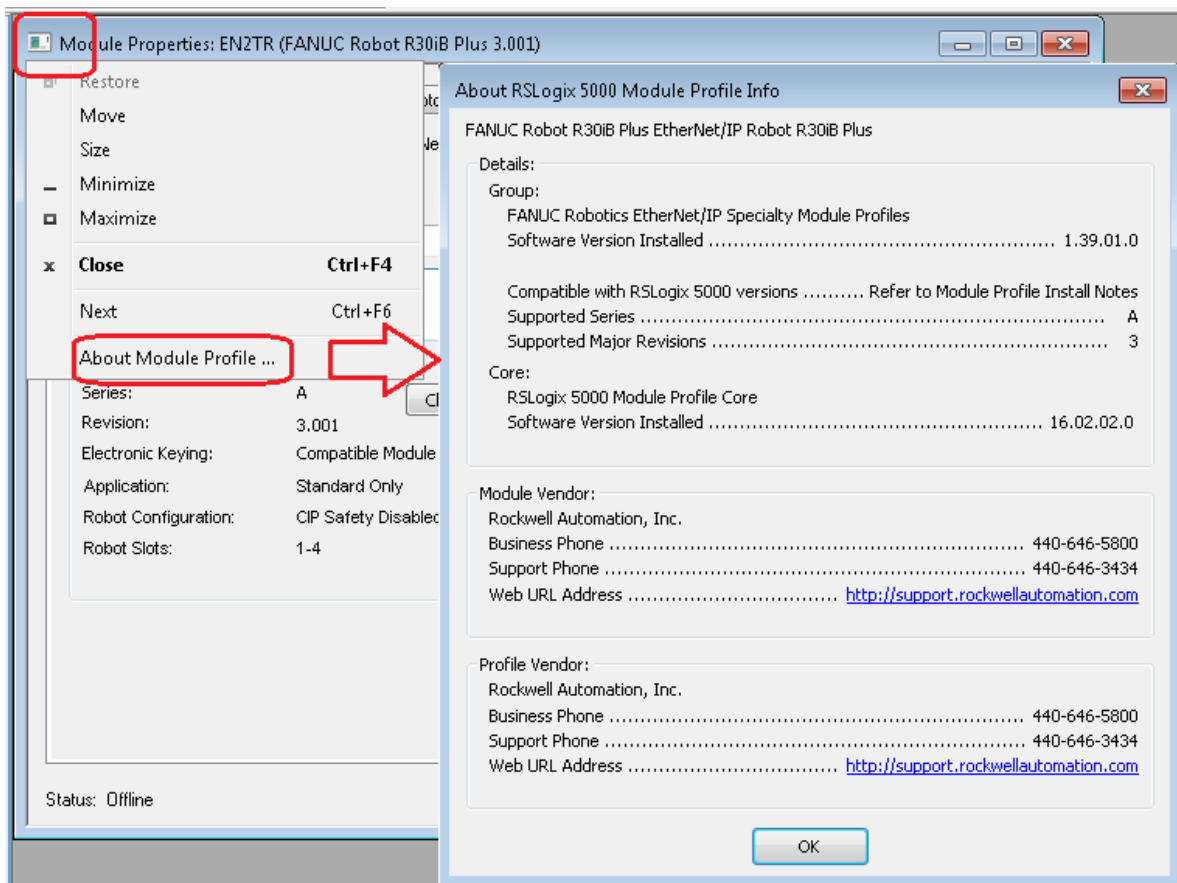 Module Properties: EN2TR (FANUC Robot R30iB Plus 3.001)
Restore
Move
Size
Minimize
Maximize
Close Ctrl+F4
Next Ctrl+F6
About Module Profile ...
Series: A
Revision: 3.001
Electronic Keying: Compatible Module
Application: Standard Only
Robot Configuration: CIP Safety Disabled
Robot Slots: 1-4
Status: Offline
About RSLogix 5000 Module Profile Info
FANUC Robot R30iB Plus EtherNet/IP Robot R30iB Plus
Details:
Group:
FANUC Robotics EtherNet/IP Specialty Module Profiles
Software Version Installed ........................................................ 1.39.01.0
Compatible with RSLogix 5000 versions .......... Refer to Module Profile Install Notes
Supported Series ........................................................................ A
Supported Major Revisions ............................................................ 3
Core:
RSLogix 5000 Module Profile Core
Software Version Installed ....................................................... 16.02.02.0
Module Vendor:
Rockwell Automation, Inc.
Business Phone ................................................................ 440-646-5800
Support Phone ................................................................. 440-646-3434
Web URL Address ................................ http://support.rockwellautomation.com
Profile Vendor:
Rockwell Automation, Inc.
Business Phone ................................................................ 440-646-5800
Support Phone ................................................................. 440-646-3434
Web URL Address ................................ http://support.rockwellautomation.com
OK